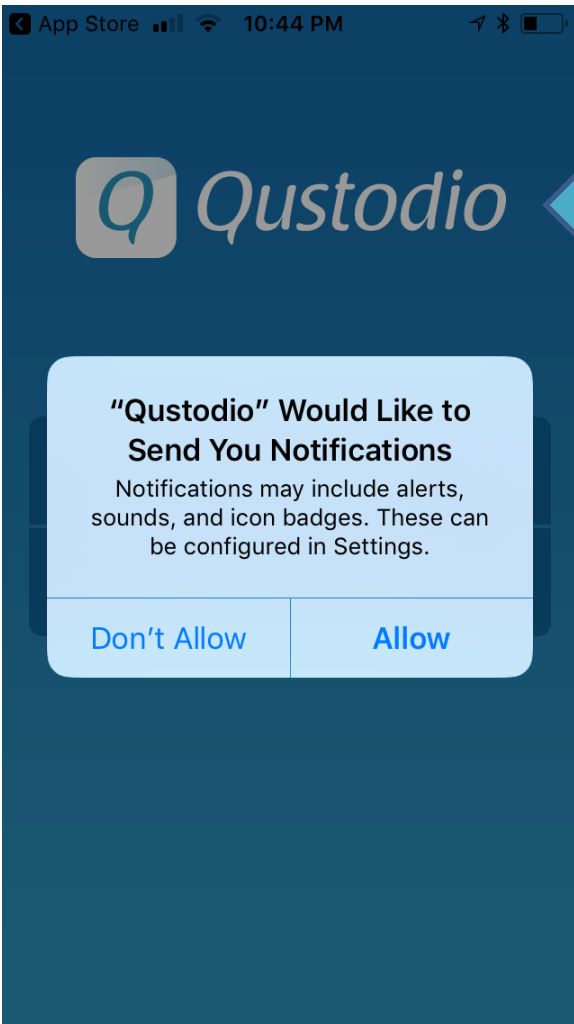 App Store 10:44 PM
Qustodio
“Qustodio” Would Like to
Send You Notifications
Notifications may include alerts,
sounds, and icon badges. These can
be configured in Settings.
Don’t Allow Allow